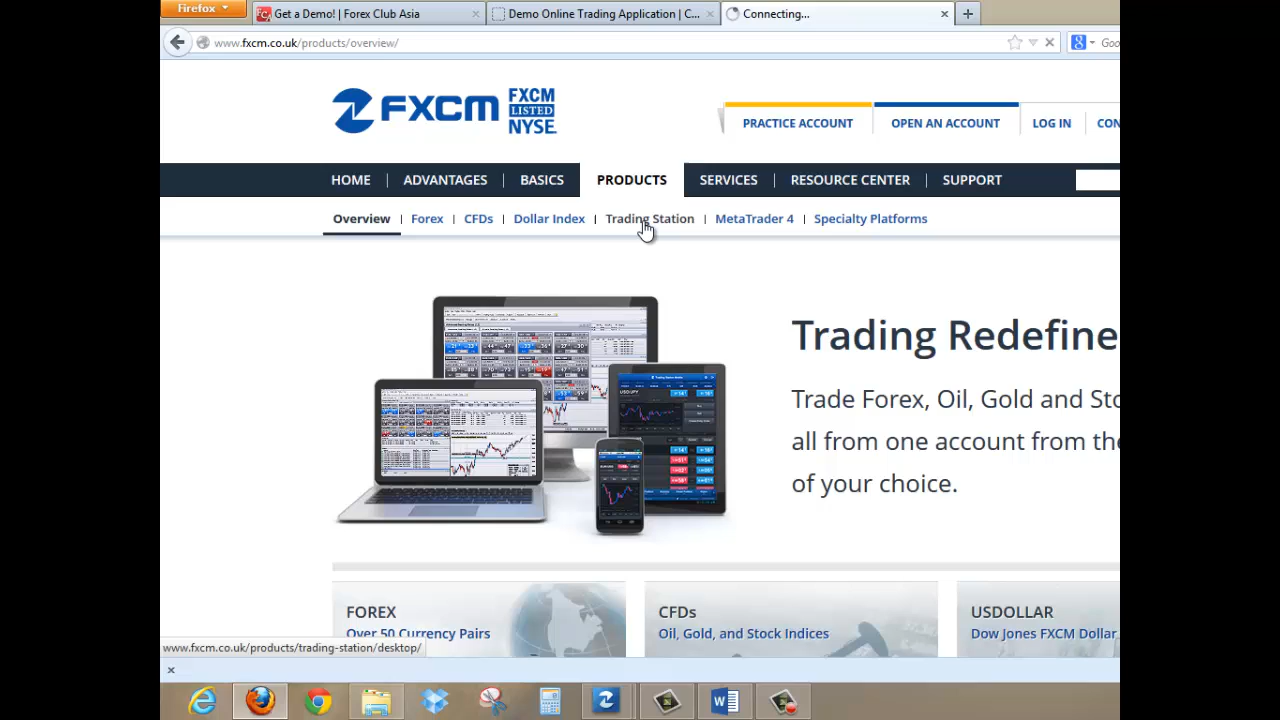 Firefox
Get a Demo! | Forex Club Asia
Demo Online Trading Application | C...
Connecting...
www.fxcm.co.uk/products/overview/
Goo
FXCM
FXCM LISTED NYSE
PRACTICE ACCOUNT
OPEN AN ACCOUNT
LOG IN
CON
HOME
ADVANTAGES
BASICS
PRODUCTS
SERVICES
RESOURCE CENTER
SUPPORT
Overview
Forex
CFDs
Dollar Index
Trading Station
MetaTrader 4
Specialty Platforms
Trading Redefine
Trade Forex, Oil, Gold and Sto
all from one account from the
of your choice.
FOREX
Over 50 Currency Pairs
CFDs
Oil, Gold, and Stock Indices
USDOLLAR
Dow Jones FXCM Dollar
www.fxcm.co.uk/products/trading-station/desktop/